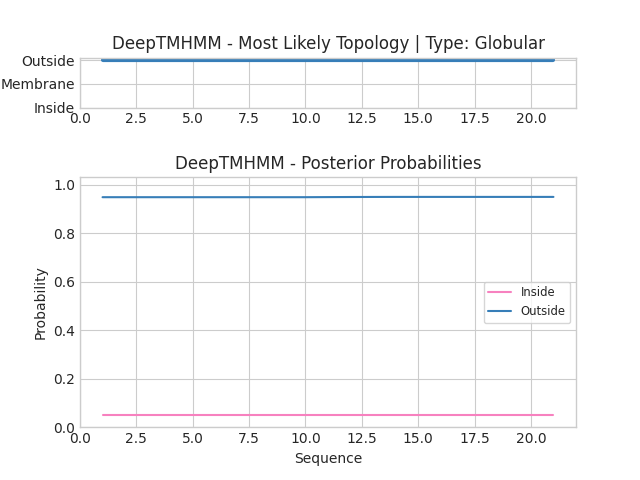 DeepTMHMM - Most Likely Topology | Type: Globular
Outside
Membrane
Inside
0.0 2.5 5.0 7.5 10.0 12.5 15.0 17.5 20.0
DeepTMHMM - Posterior Probabilities
1.0
0.8
0.6
0.4
0.2
0.0
Probability
Inside
Outside
0.0 2.5 5.0 7.5 10.0 12.5 15.0 17.5 20.0
Sequence